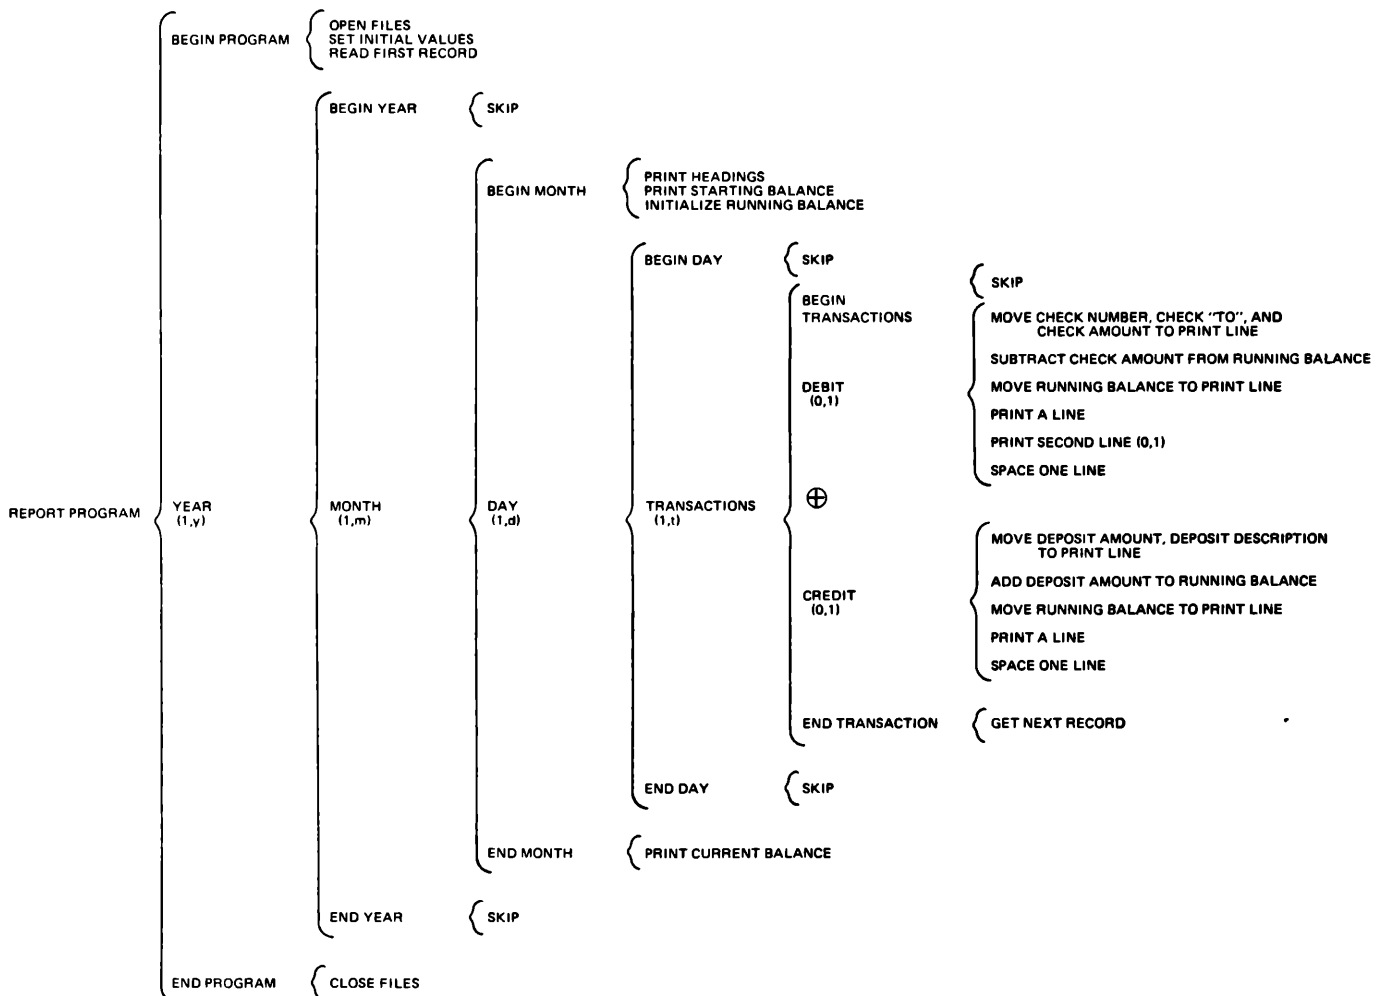 BEGIN PROGRAM
OPEN FILES
SET INITIAL VALUES
READ FIRST RECORD
BEGIN YEAR
SKIP
BEGIN MONTH
PRINT HEADINGS
PRINT STARTING BALANCE
INITIALIZE RUNNING BALANCE
BEGIN DAY
SKIP
BEGIN
TRANSACTIONS
SKIP
MOVE CHECK NUMBER, CHECK "TO", AND
CHECK AMOUNT TO PRINT LINE
SUBTRACT CHECK AMOUNT FROM RUNNING BALANCE
DEBIT
(0,1)
MOVE RUNNING BALANCE TO PRINT LINE
PRINT A LINE
PRINT SECOND LINE (0,1)
SPACE ONE LINE
REPORT PROGRAM
YEAR
(1,y)
MONTH
(1,m)
DAY
(1,d)
TRANSACTIONS
(1,t)
⊕
MOVE DEPOSIT AMOUNT, DEPOSIT DESCRIPTION
TO PRINT LINE
ADD DEPOSIT AMOUNT TO RUNNING BALANCE
CREDIT
(0,1)
MOVE RUNNING BALANCE TO PRINT LINE
PRINT A LINE
SPACE ONE LINE
END TRANSACTION
GET NEXT RECORD
END DAY
SKIP
END MONTH
PRINT CURRENT BALANCE
END YEAR
SKIP
END PROGRAM
CLOSE FILES